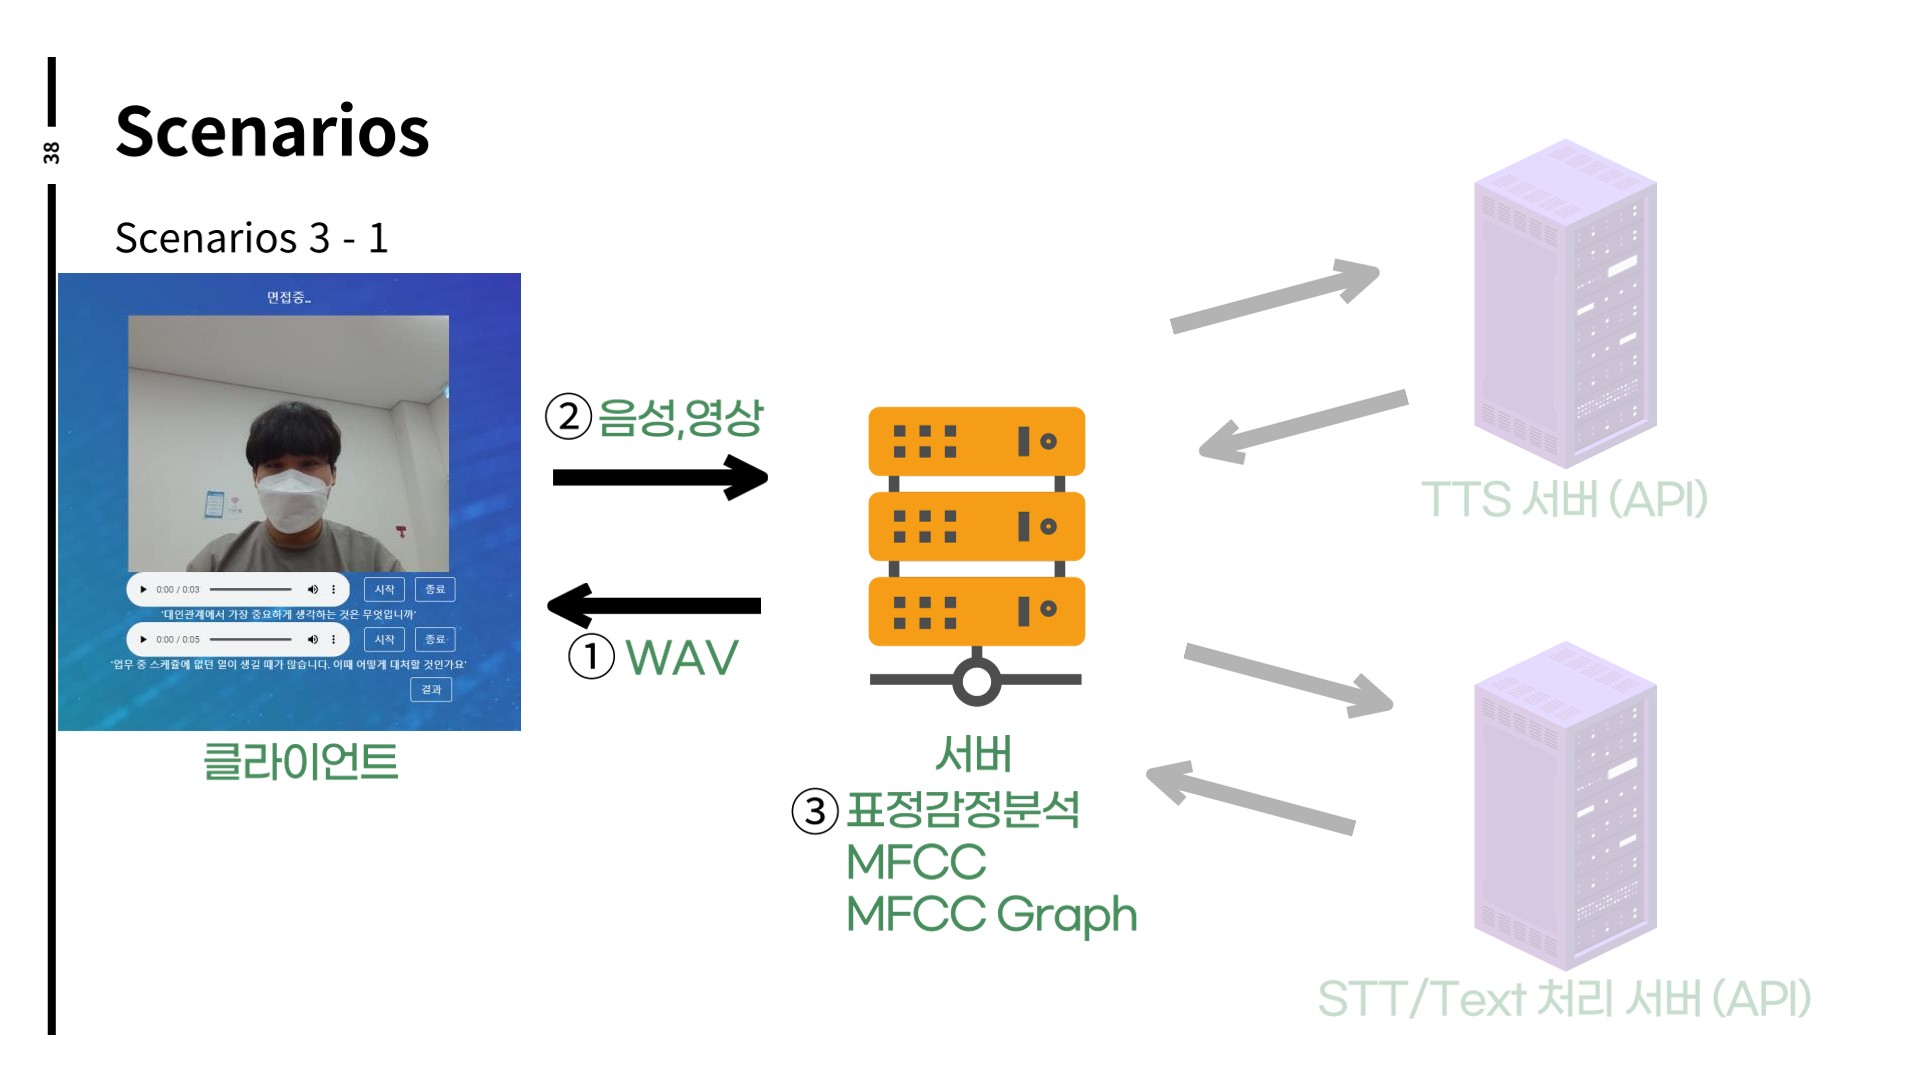 38
Scenarios
Scenarios 3 - 1
면접중..
0:00 / 0:03
시작
종료
'대인관계에서 가장 중요하게 생각하는 것은 무엇입니까'
0:00 / 0:05
시작
종료
'업무 중 스케쥴에 없던 일이 생길 때가 많습니다. 이때 어떻게 대처할 것인가요'
결과
클라이언트
② 음성,영상
① WAV
서버
③ 표정감정분석
MFCC
MFCC Graph
TTS 서버 (API)
STT/Text 처리 서버 (API)